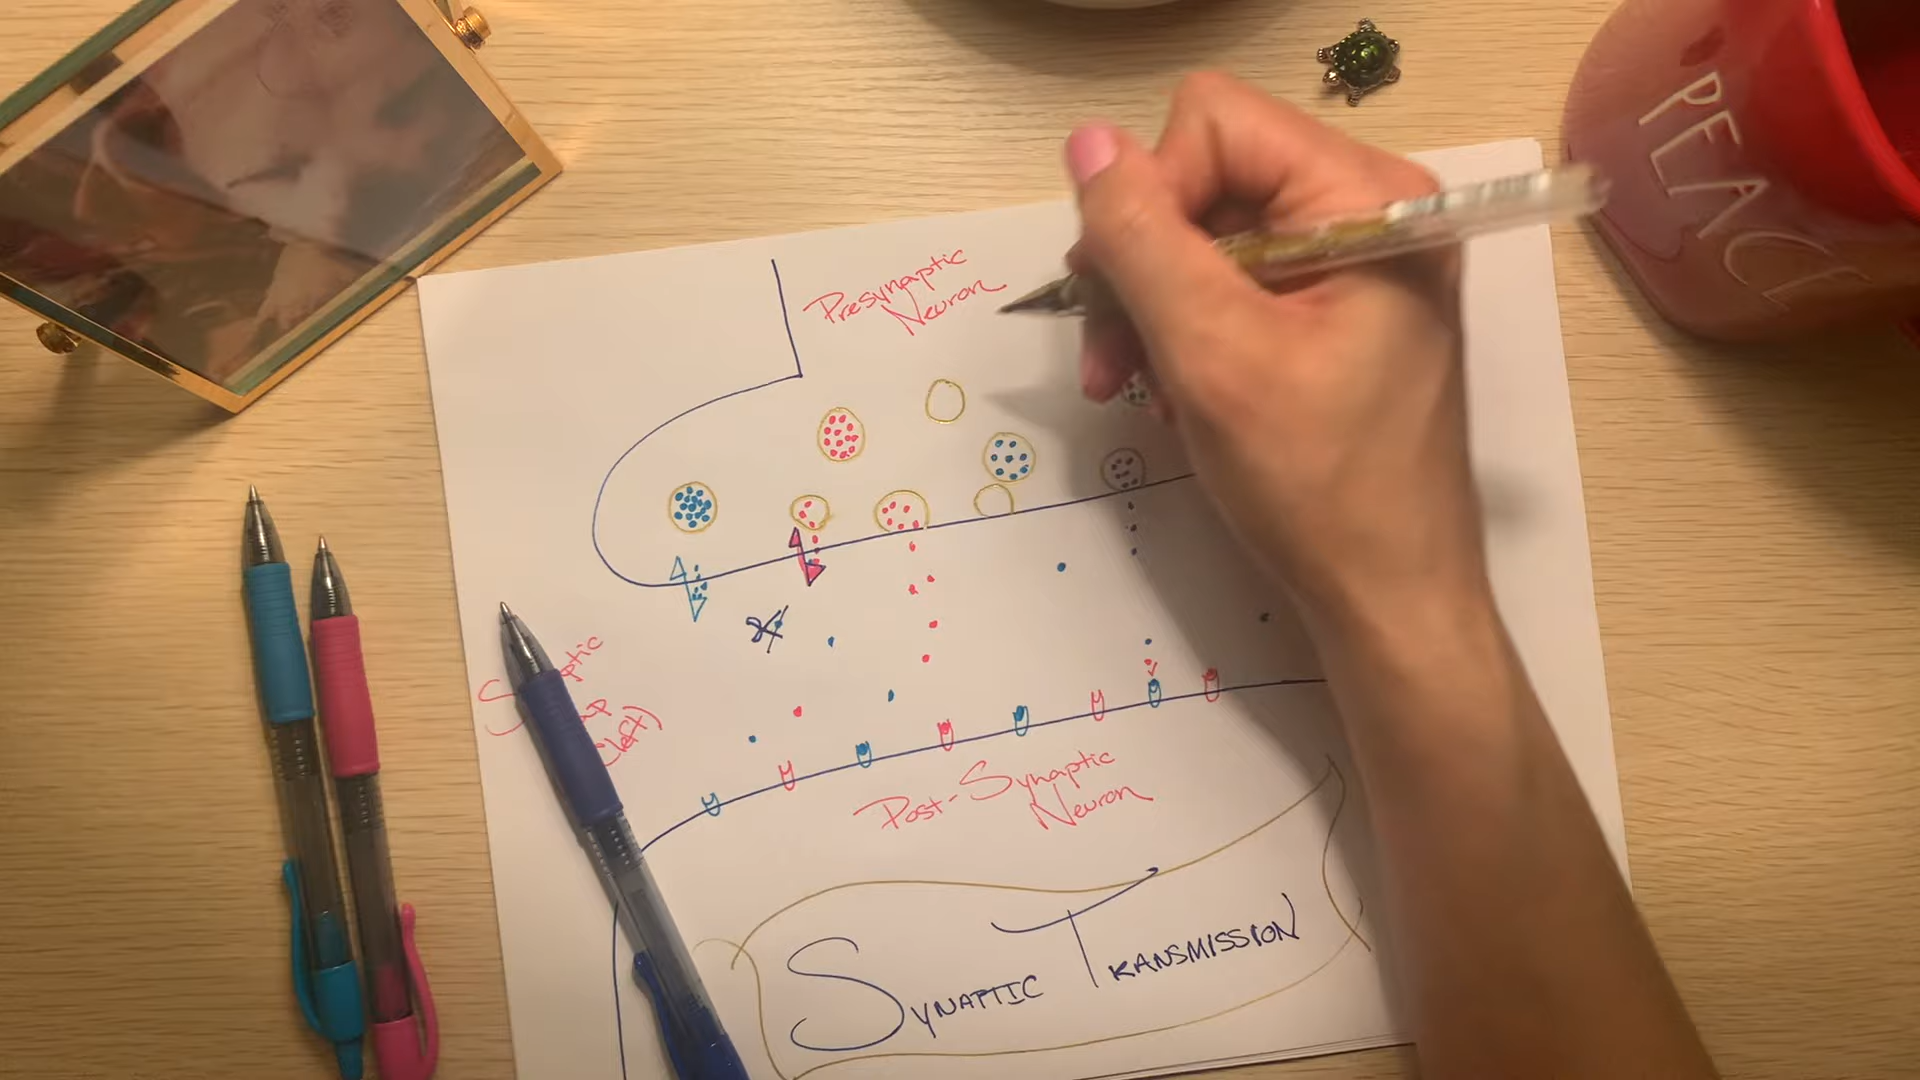 PEACE
Presynaptic
Neuron
Post-Synaptic
Neuron
SYNAPTIC TRANSMISSION